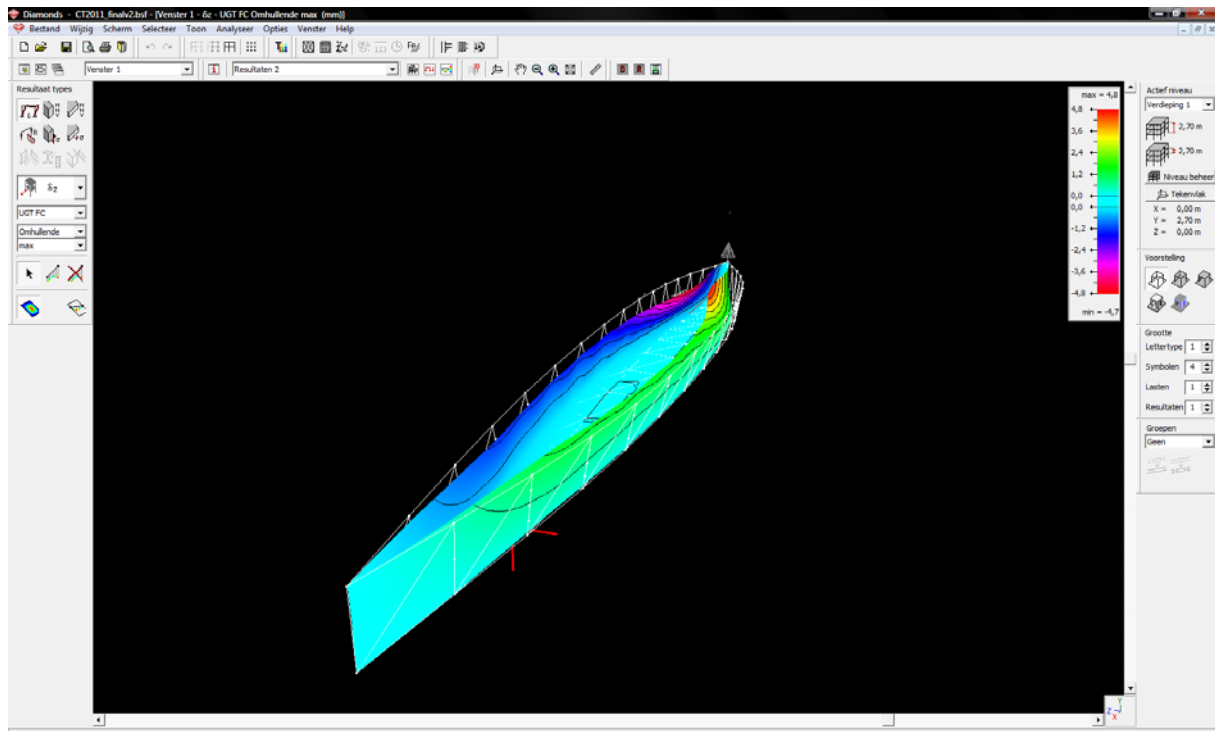 Diamonds - CT2011_finalv2.bsf - [Venster 1 - δz - UGT FC Omhullende max (mm)]
Bestand Wijzig Scherm Selecteer Toon Analyseer Opties Venster Help
Venster 1
Resultaten 2
Resultaat types
δz
UGT FC
Omhullende
max
max = 4,8
4,8
3,6
2,4
1,2
0,0
0,0
-1,2
-2,4
-3,6
-4,8
min = -4,7
Actief niveau
Verdieping 1
2,70 m
2,70 m
Niveau beheer
Tekenvlak
X = 0,00 m
Y = 2,70 m
Z = 0,00 m
Voorstelling
Grootte
Lettertype 1
Symbolen 4
Lasten 1
Resultaten 1
Groepen
Geen
Y
Z
X